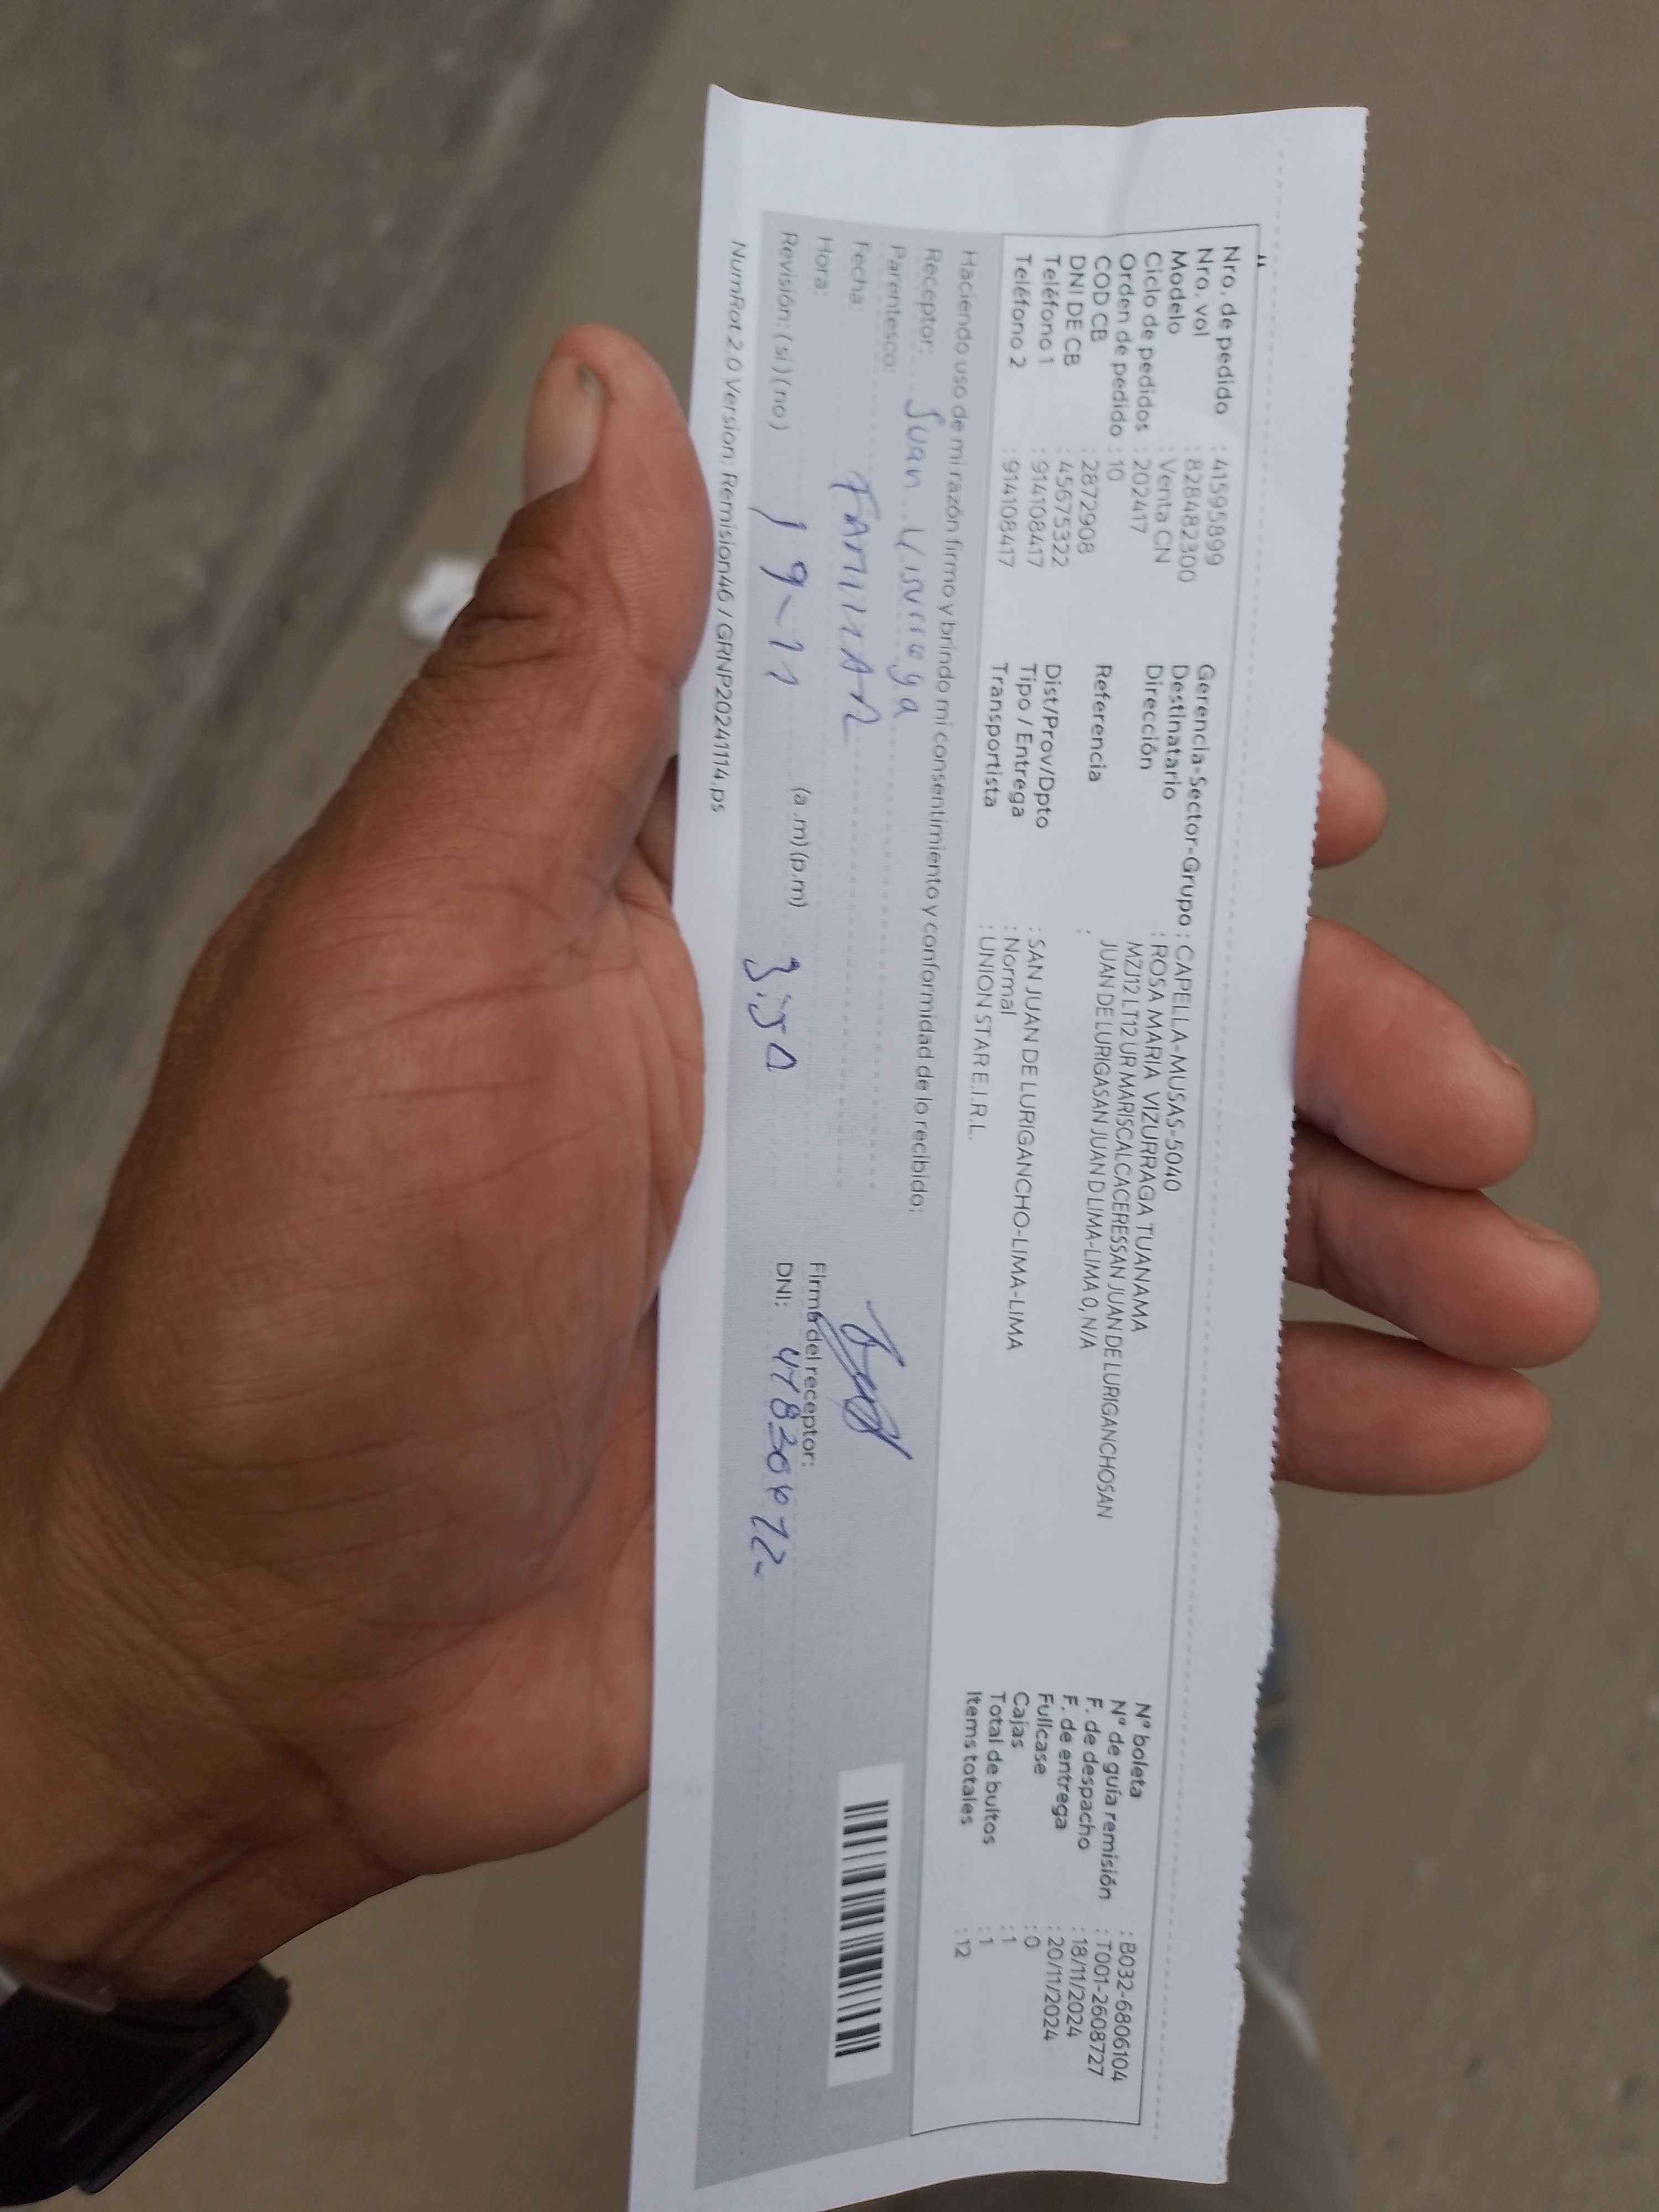 Nro. de pedido : 41595899
Nro. vol : 828482300
Modelo : Venta CN
Ciclo de pedidos : 202417
Orden de pedido : 10
COD CB : 2872908
DNI DE CB : 45675322
Teléfono 1 : 914108417
Teléfono 2 : 914108417
Gerencia-Sector-Grupo : CAPELLA-MUSAS-5040
Destinatario : ROSA MARIA VIZURRAGA TUANAMA
Dirección MZJ12 LT12 UR MARISCALCACERESSAN JUAN DE LURIGANCHOSAN
JUAN DE LURIGASAN JUAN D LIMA-LIMA 0, N/A
Referencia :
Dist/Prov/Dpto : SAN JUAN DE LURIGANCHO-LIMA-LIMA
Tipo / Entrega : Normal
Transportista : UNION STAR E.I.R.L.
N° boleta : B032-6806104
N° de guía remisión : T001-2608727
F. de despacho : 18/11/2024
F. de entrega : 20/11/2024
Fullcase : 0
Cajas : 1
Total de bultos : 1
Items totales : 12
Haciendo uso de mi razón firmo y brindo mi consentimiento y conformidad de lo recibido:
Receptor: Juan
Parentesco: FAMILIAR
Fecha:
Hora: 19-11 (a .m) (p.m) 3:50
Revisión: ( si ) ( no )
Firma del receptor:
DNI:
NumRot 2.0 Version: Remision46 / GRNP20241114.ps